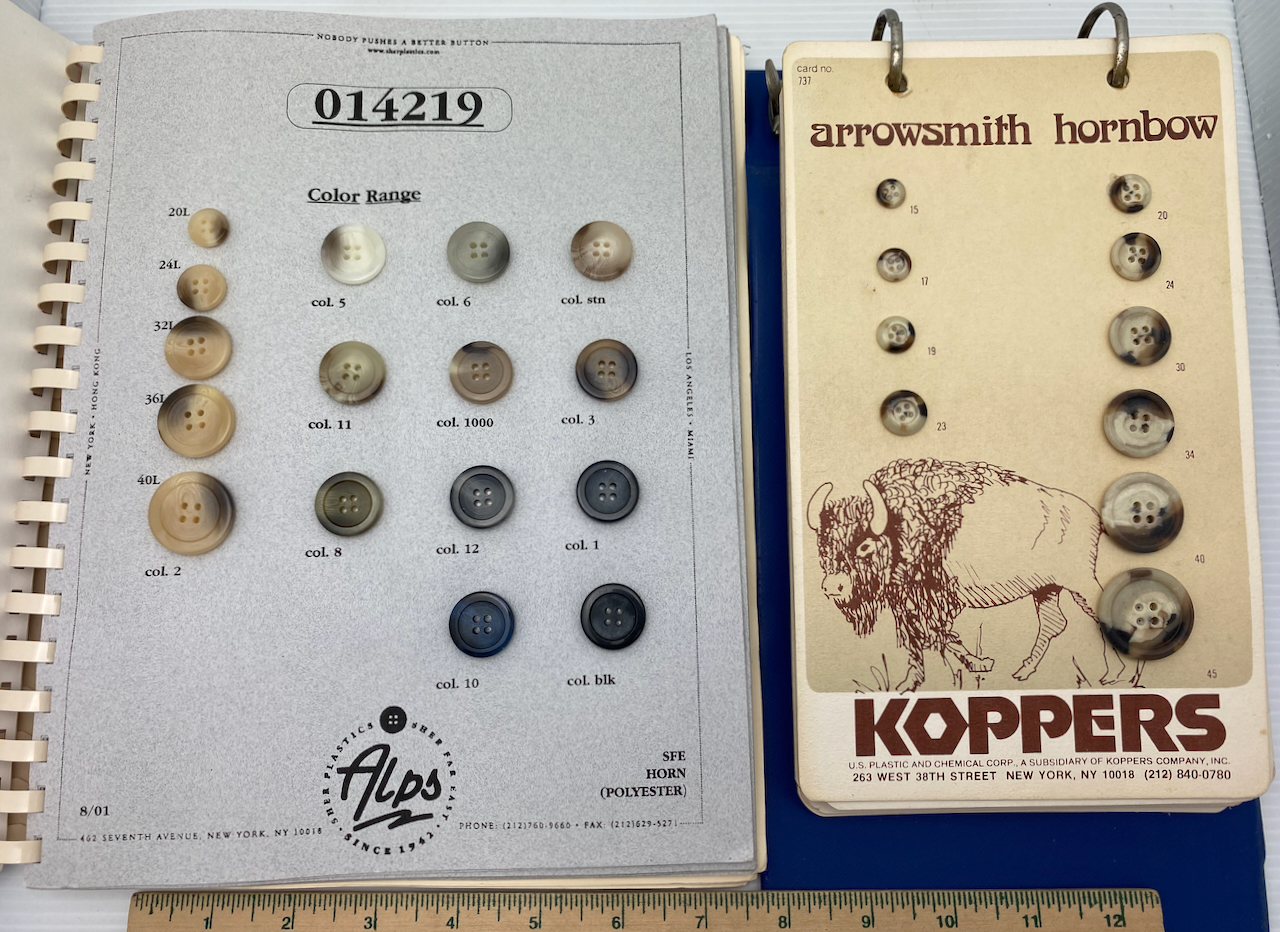 NOBODY PUSHES A BETTER BUTTON
www.sherplastics.com
014219
Color Range
20L
24L
32L
36L
40L
col. 2
col. 5
col. 6
col. stn
col. 11
col. 1000
col. 3
col. 8
col. 12
col. 1
col. 10
col. blk
NEW YORK • HONG KONG
LOS ANGELES • MIAMI
SHER PLASTICS
SHER FAR EAST
Alps
SINCE 1942
SFE
HORN
(POLYESTER)
8/01
462 SEVENTH AVENUE, NEW YORK, NY 10018
PHONE: (212)760-9660 • FAX: (212)629-5271
card no.
737
arrowsmith hornbow
15
17
19
23
20
24
30
34
40
45
KOPPERS
U.S. PLASTIC AND CHEMICAL CORP., A SUBSIDIARY OF KOPPERS COMPANY, INC.
263 WEST 38TH STREET NEW YORK, NY 10018 (212) 840-0780
1 2 3 4 5 6 7 8 9 10 11 12